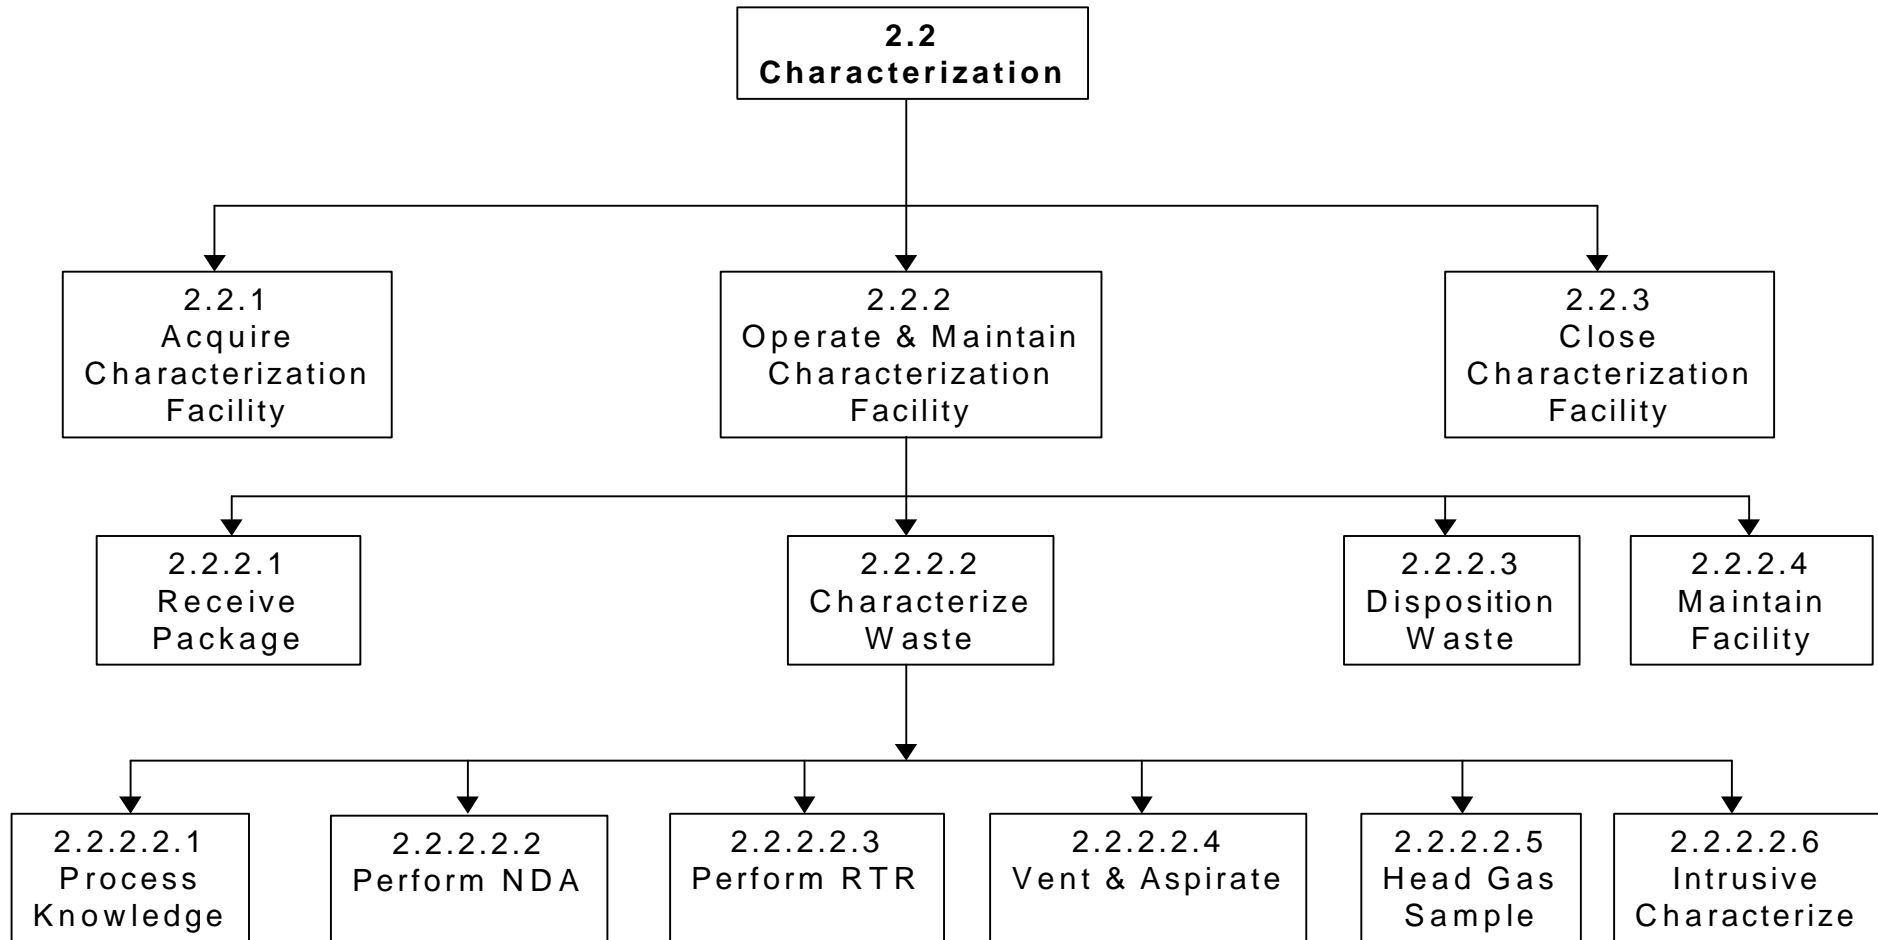 2.2
Characterization
2.2.1
Acquire
Characterization
Facility
2.2.2
Operate & Maintain
Characterization
Facility
2.2.3
Close
Characterization
Facility
2.2.2.1
Receive
Package
2.2.2.2
Characterize
Waste
2.2.2.3
Disposition
Waste
2.2.2.4
Maintain
Facility
2.2.2.2.1
Process
Knowledge
2.2.2.2.2
Perform NDA
2.2.2.2.3
Perform RTR
2.2.2.2.4
Vent & Aspirate
2.2.2.2.5
Head Gas
Sample
2.2.2.2.6
Intrusive
Characterize